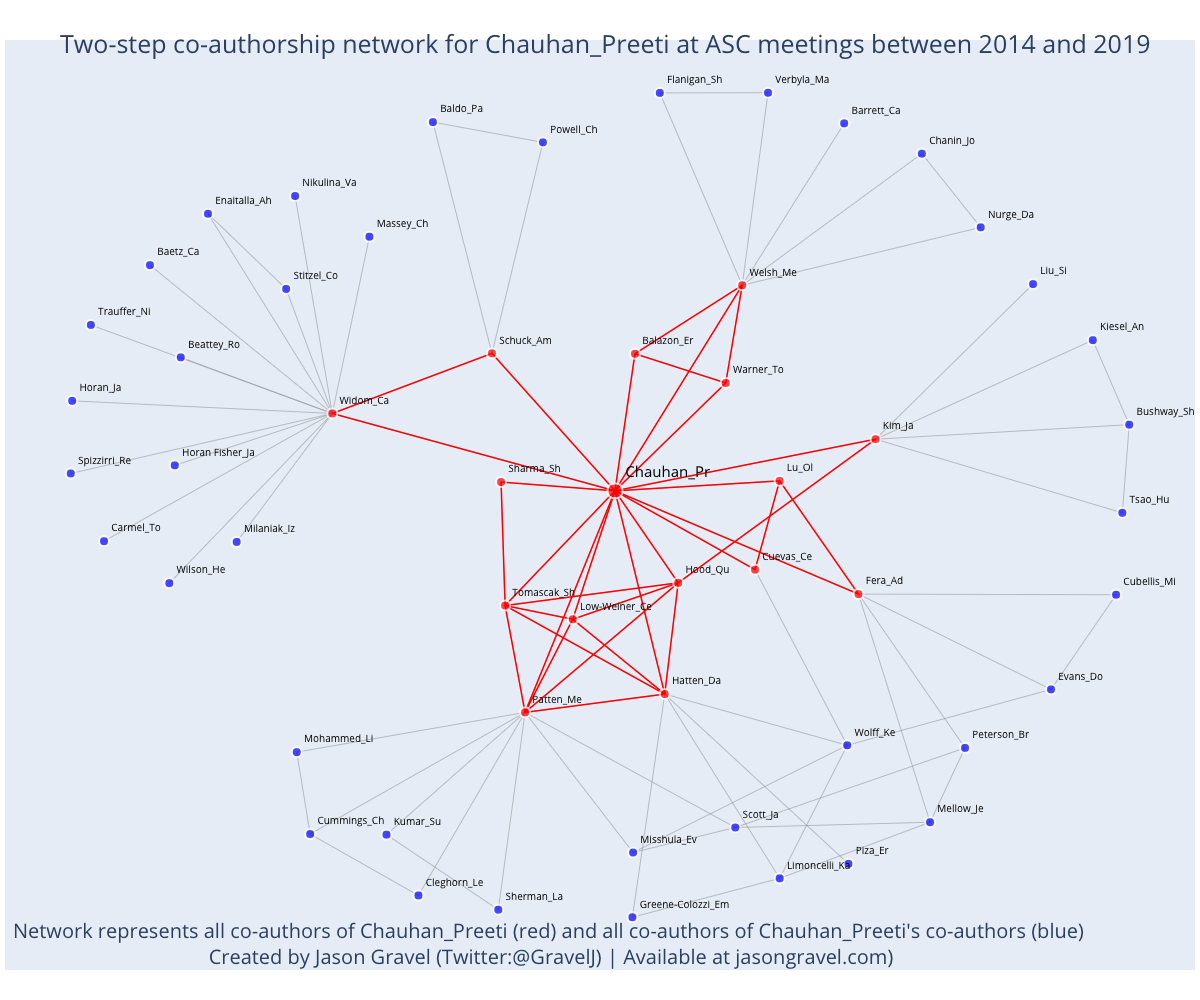 Two-step co-authorship network for Chauhan_Preeti at ASC meetings between 2014 and 2019
Flanigan_Sh
Verbyla_Ma
Baldo_Pa
Barrett_Ca
Powell_Ch
Chanin_Jo
Nikulina_Va
Enaitalla_Ah
Nurge_Da
Massey_Ch
Baetz_Ca
Stitzel_Co
Welsh_Me
Liu_Si
Trauffer_Ni
Kiesel_An
Beattey_Ro
Schuck_Am
Balazon_Er
Warner_To
Horan_Ja
Widom_Ca
Bushway_Sh
Kim_Ja
Horan Fisher_Ja
Spizzirri_Re
Sharma_Sh
Chauhan_Pr
Lu_Ol
Tsao_Hu
Carmel_To
Milaniak_Iz
Cuevas_Ce
Wilson_He
Hood_Qu
Fera_Ad
Cubellis_Mi
Tomascak_Sh
Low-Weiner_Ce
Hatten_Da
Evans_Do
Patten_Me
Mohammed_Li
Wolff_Ke
Peterson_Br
Cummings_Ch
Kumar_Su
Scott_Ja
Mellow_Je
Misshula_Ev
Limoncelli_Ka
Piza_Er
Cleghorn_Le
Sherman_La
Greene-Colozzi_Em
Network represents all co-authors of Chauhan_Preeti (red) and all co-authors of Chauhan_Preeti's co-authors (blue)
Created by Jason Gravel (Twitter:@GravelJ) | Available at jasongravel.com)